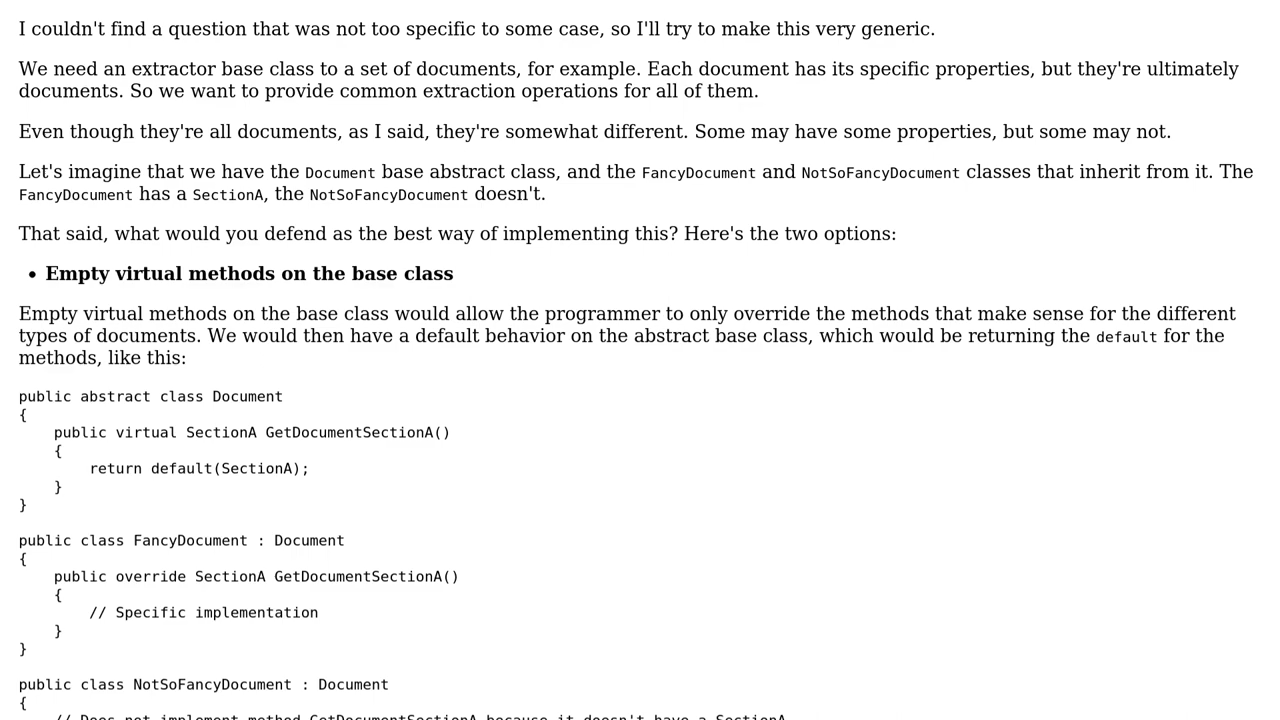 I couldn't find a question that was not too specific to some case, so I'll try to make this very generic.
We need an extractor base class to a set of documents, for example. Each document has its specific properties, but they're ultimately
documents. So we want to provide common extraction operations for all of them.
Even though they're all documents, as I said, they're somewhat different. Some may have some properties, but some may not.
Let's imagine that we have the Document base abstract class, and the FancyDocument and NotSoFancyDocument classes that inherit from it. The
FancyDocument has a SectionA, the NotSoFancyDocument doesn't.
That said, what would you defend as the best way of implementing this? Here's the two options:
• Empty virtual methods on the base class
Empty virtual methods on the base class would allow the programmer to only override the methods that make sense for the different
types of documents. We would then have a default behavior on the abstract base class, which would be returning the default for the
methods, like this:
public abstract class Document
{
    public virtual SectionA GetDocumentSectionA()
    {
        return default(SectionA);
    }
}
public class FancyDocument : Document
{
    public override SectionA GetDocumentSectionA()
    {
        // Specific implementation
    }
}
public class NotSoFancyDocument : Document
{
    // Does not implement method GetDocumentSectionA because it doesn't have a SectionA